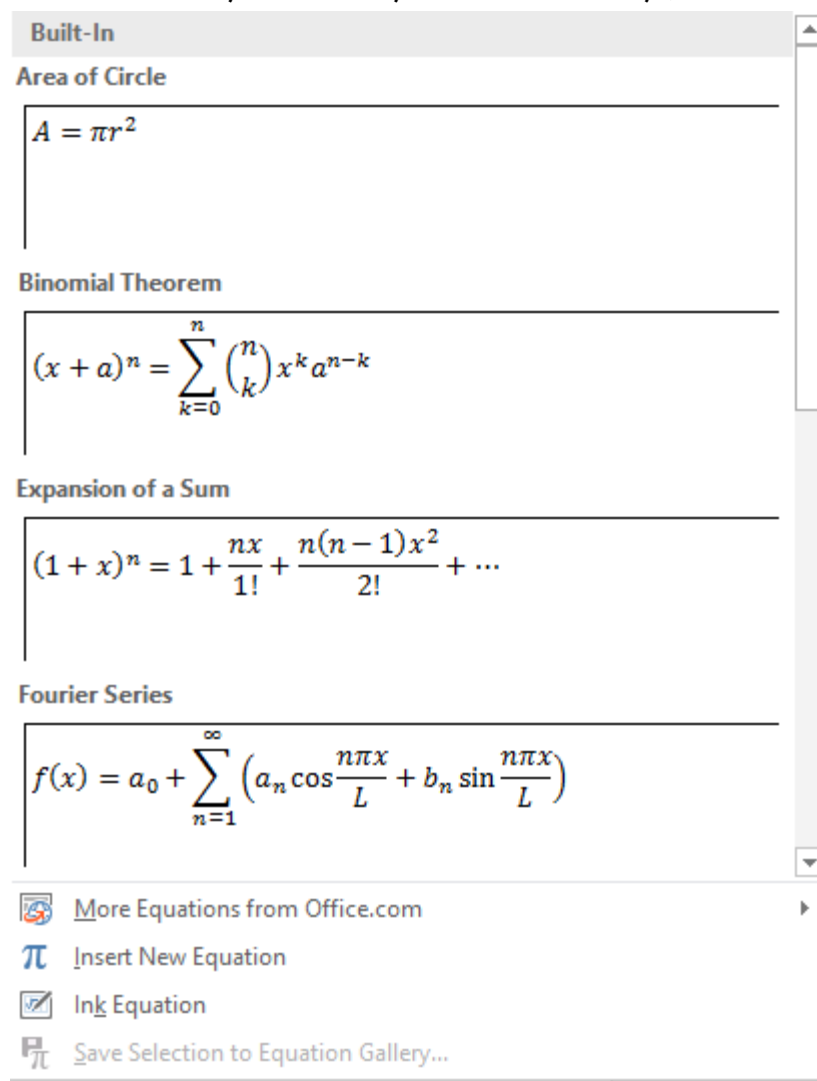 Built-In
Area of Circle
A = πr²
Binomial Theorem
(x + a)ⁿ = ∑ₖ₌₀ⁿ (n k) xᵏaⁿ⁻ᵏ
Expansion of a Sum
(1 + x)ⁿ = 1 + nx/1! + n(n − 1)x²/2! + ⋯
Fourier Series
f(x) = a₀ + ∑ₙ₌₁^∞ (aₙ cos nπx/L + bₙ sin nπx/L)
More Equations from Office.com
π Insert New Equation
Ink Equation
Save Selection to Equation Gallery...